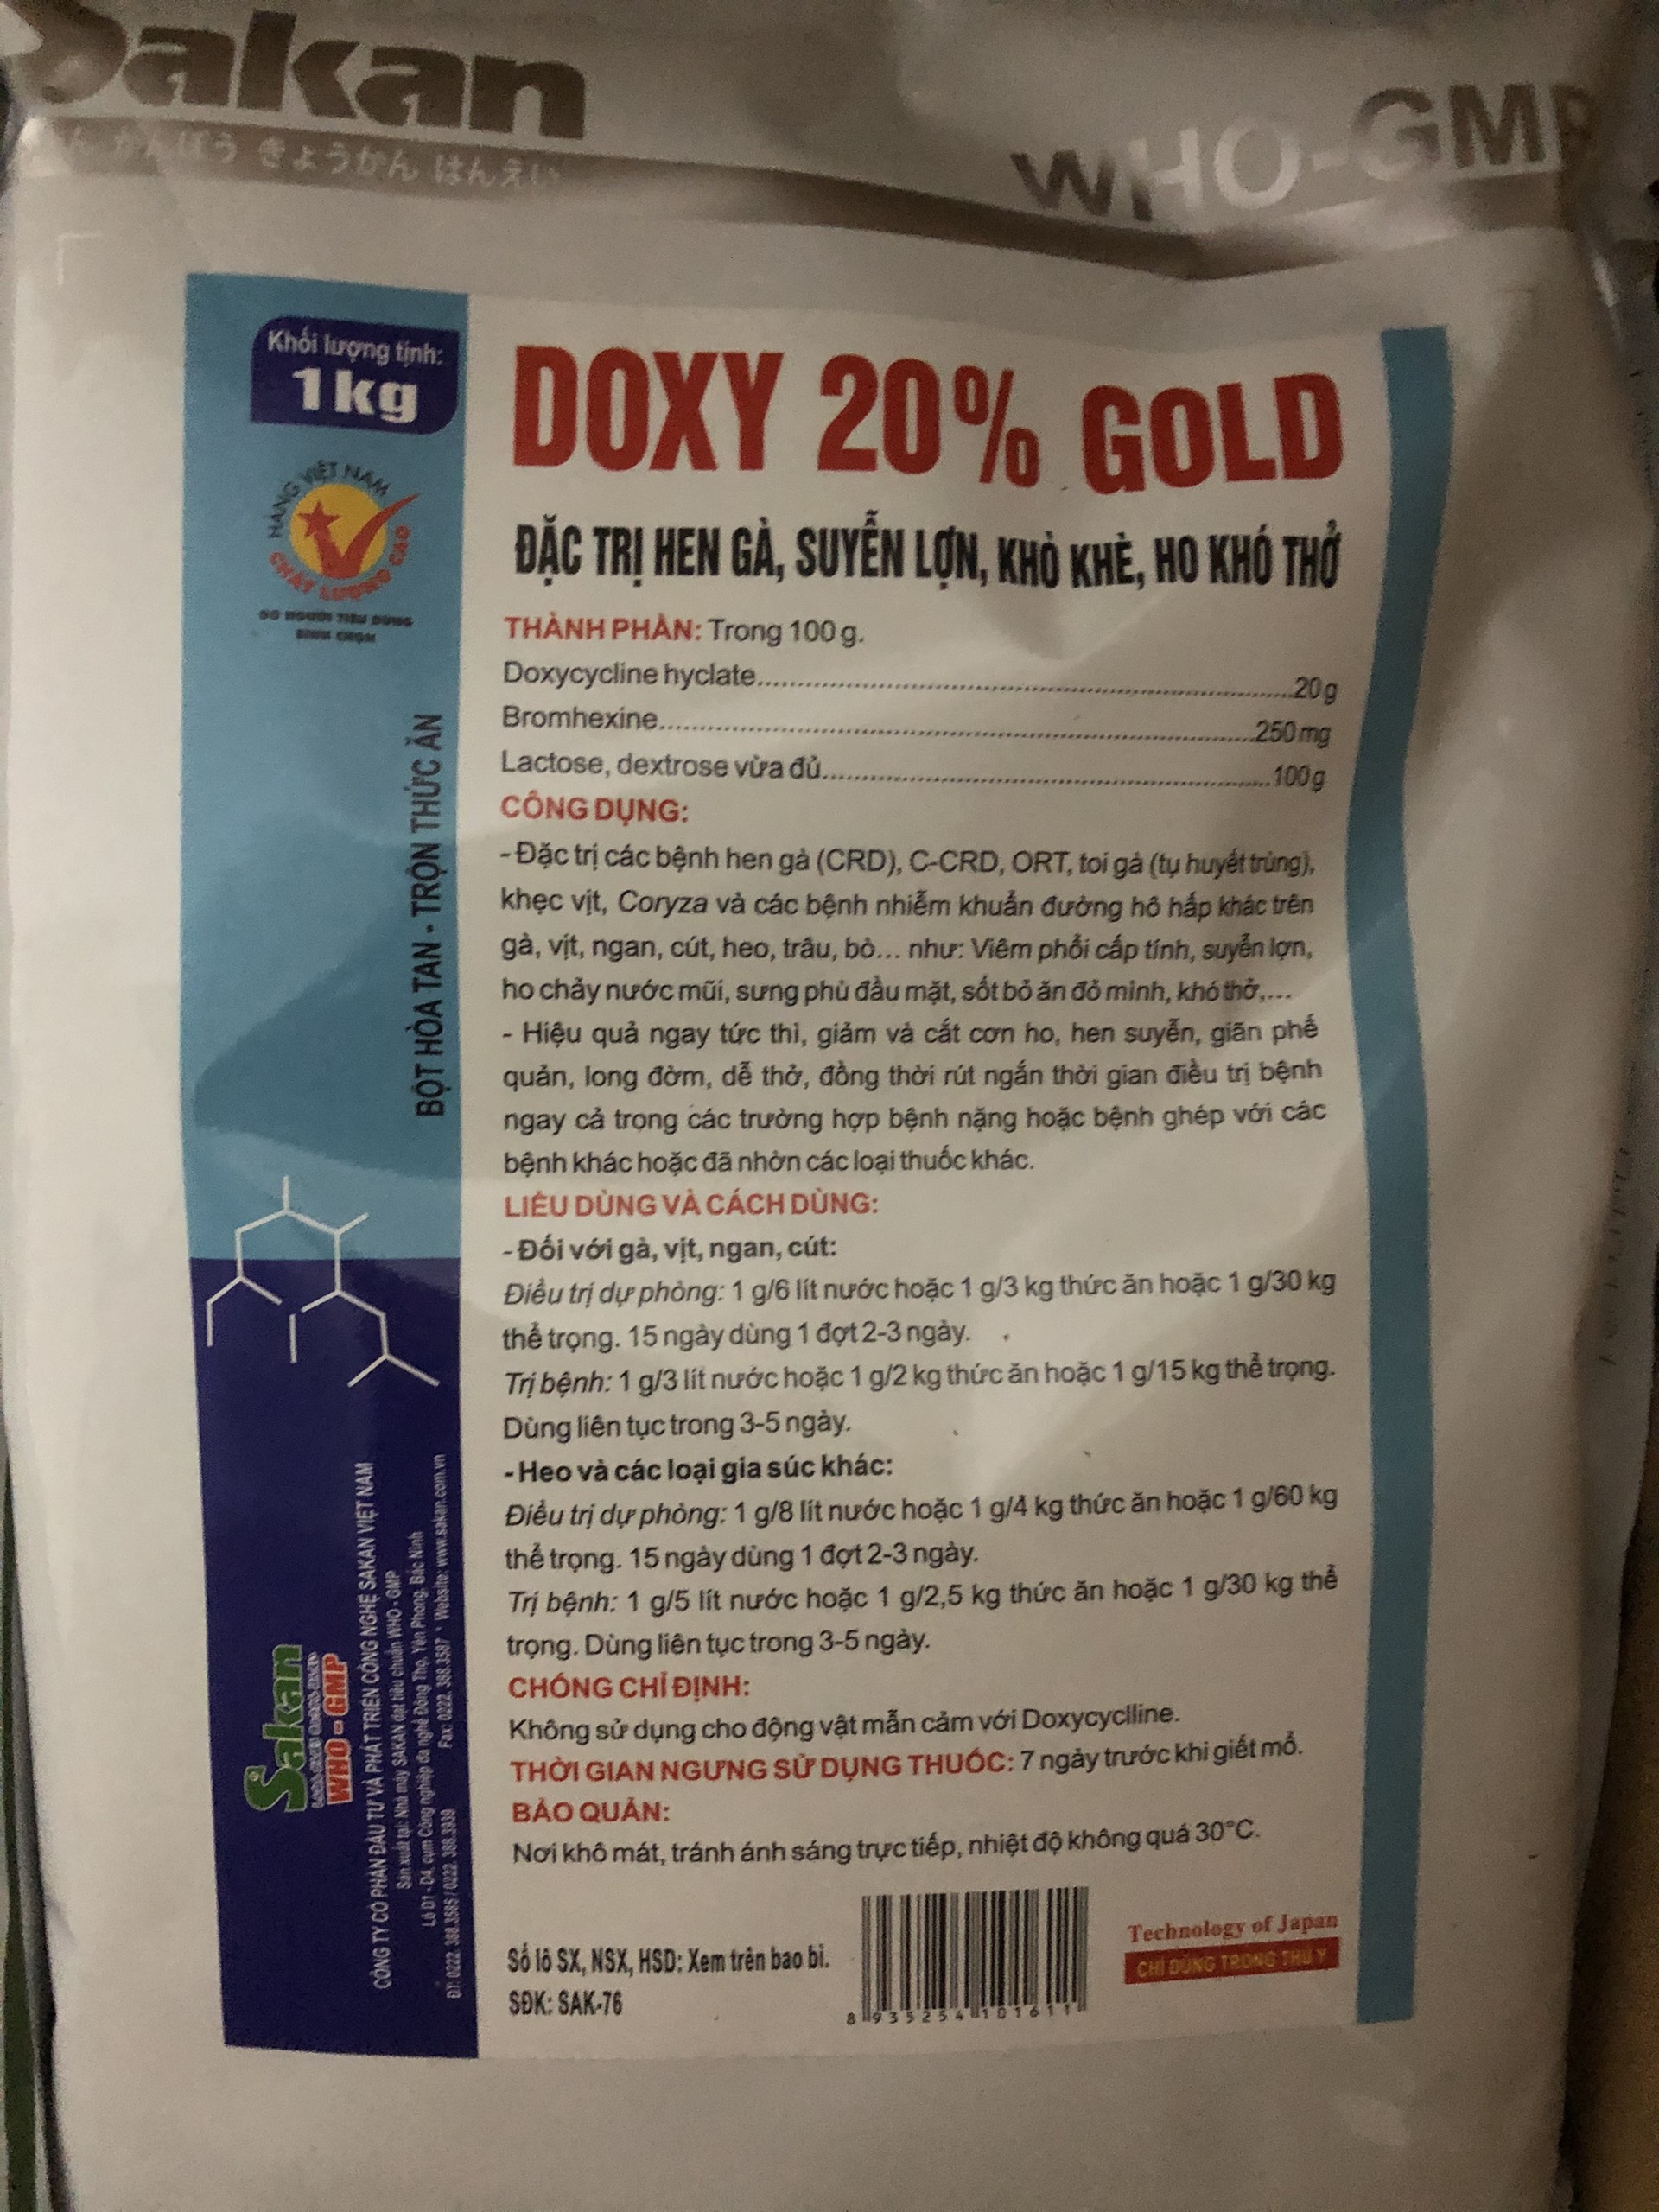 Sakan
かんぽう きょうかん はんえい
WHO-GMP
Khối lượng tịnh:
1kg
HÀNG VIỆT NAM
CHẤT LƯỢNG CAO
DO NGƯỜI TIÊU DÙNG
BÌNH CHỌN
BỘT HÒA TAN - TRỘN THỨC ĂN
DOXY 20% GOLD
ĐẶC TRỊ HEN GÀ, SUYỄN LỢN, KHÒ KHÈ, HO KHÓ THỞ
THÀNH PHẦN: Trong 100 g.
Doxycycline hyclate....................20g
Bromhexine....................250mg
Lactose, dextrose vừa đủ....................100g
CÔNG DỤNG:
- Đặc trị các bệnh hen gà (CRD), C-CRD, ORT, toi gà (tụ huyết trùng),
khẹc vịt, Coryza và các bệnh nhiễm khuẩn đường hô hấp khác trên
gà, vịt, ngan, cút, heo, trâu, bò... như: Viêm phổi cấp tính, suyễn lợn,
ho chảy nước mũi, sưng phù đầu mặt, sốt bỏ ăn đỏ mình, khó thở,...
- Hiệu quả ngay tức thì, giảm và cắt cơn ho, hen suyễn, giãn phế
quản, long đờm, dễ thở, đồng thời rút ngắn thời gian điều trị bệnh
ngay cả trong các trường hợp bệnh nặng hoặc bệnh ghép với các
bệnh khác hoặc đã nhờn các loại thuốc khác.
LIỀU DÙNG VÀ CÁCH DÙNG:
- Đối với gà, vịt, ngan, cút:
Điều trị dự phòng: 1 g/6 lít nước hoặc 1 g/3 kg thức ăn hoặc 1 g/30 kg
thể trọng. 15 ngày dùng 1 đợt 2-3 ngày.
Trị bệnh: 1 g/3 lít nước hoặc 1 g/2 kg thức ăn hoặc 1 g/15 kg thể trọng.
Dùng liên tục trong 3-5 ngày.
- Heo và các loại gia súc khác:
Điều trị dự phòng: 1 g/8 lít nước hoặc 1 g/4 kg thức ăn hoặc 1 g/60 kg
thể trọng. 15 ngày dùng 1 đợt 2-3 ngày.
Trị bệnh: 1 g/5 lít nước hoặc 1 g/2,5 kg thức ăn hoặc 1 g/30 kg thể
trọng. Dùng liên tục trong 3-5 ngày.
CHỐNG CHỈ ĐỊNH:
Không sử dụng cho động vật mẫn cảm với Doxycyclline.
THỜI GIAN NGƯNG SỬ DỤNG THUỐC: 7 ngày trước khi giết mổ.
BẢO QUẢN:
Nơi khô mát, tránh ánh sáng trực tiếp, nhiệt độ không quá 30°C.
Số lô SX, NSX, HSD: Xem trên bao bì.
SĐK: SAK-76
8 935254 101611
Technology of Japan
CHỈ DÙNG TRONG THÚ Y
Sakan
WHO - GMP
CÔNG TY CỔ PHẦN ĐẦU TƯ VÀ PHÁT TRIỂN CÔNG NGHỆ SAKAN VIỆT NAM
Sản xuất tại: Nhà máy SAKAN đạt tiêu chuẩn WHO - GMP
Lô D1 - D4, cụm Công nghiệp đa nghề Đông Thọ, Yên Phong, Bắc Ninh
ĐT: 0222. 388.3585 / 0222. 388.3939 Fax: 0222. 388.3587 * Website: www.sakan.com.vn